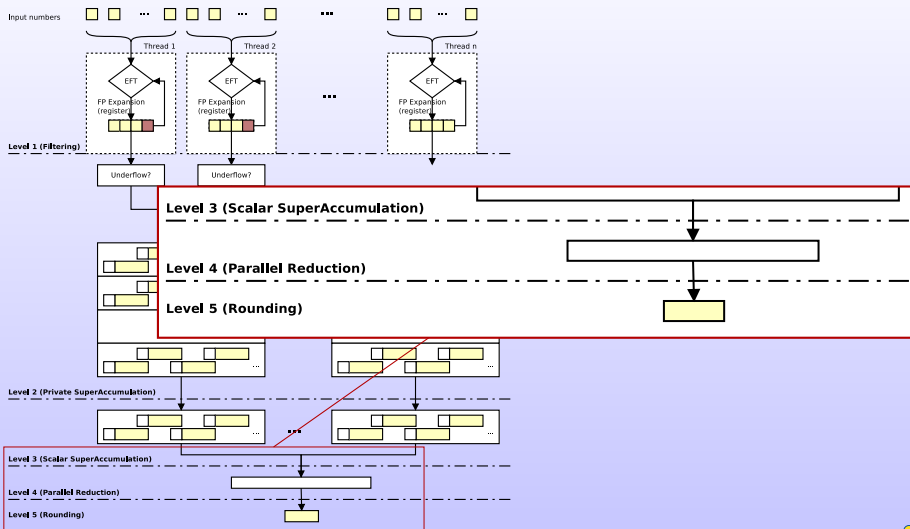 Input numbers
...
...
...
...
Thread 1
Thread 2
Thread n
EFT
EFT
EFT
...
FP Expansion
(register)
FP Expansion
(register)
FP Expansion
(register)
Level 1 (Filtering)
Underflow?
Underflow?
Level 3 (Scalar SuperAccumulation)
Level 4 (Parallel Reduction)
Level 5 (Rounding)
...
...
Level 2 (Private SuperAccumulation)
...
...
...
Level 3 (Scalar SuperAccumulation)
Level 4 (Parallel Reduction)
Level 5 (Rounding)